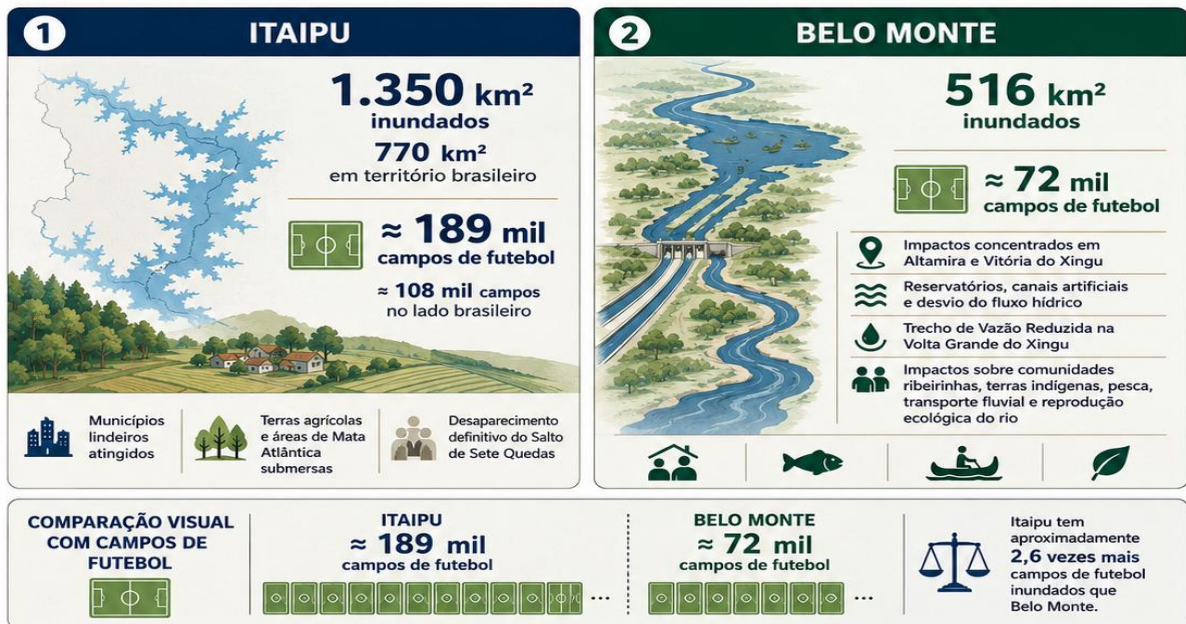 1 ITAIPU
1.350 km²
inundados
770 km²
em território brasileiro
≈ 189 mil
campos de futebol
≈ 108 mil campos
no lado brasileiro
Municípios
lindeiros
atingidos
Terras agrícolas
e áreas de Mata
Atlântica
submersas
Desaparecimento
definitivo do Salto
de Sete Quedas
2 BELO MONTE
516 km²
inundados
≈ 72 mil
campos de futebol
Impactos concentrados em
Altamira e Vitória do Xingu
Reservatórios, canais artificiais
e desvio do fluxo hídrico
Trecho de Vazão Reduzida na
Volta Grande do Xingu
Impactos sobre comunidades
ribeirinhas, terras indígenas, pesca,
transporte fluvial e reprodução
ecológica do rio
COMPARAÇÃO VISUAL
COM CAMPOS DE
FUTEBOL
ITAIPU
≈ 189 mil
campos de futebol
...
BELO MONTE
≈ 72 mil
campos de futebol
...
Itaipu tem
aproximadamente
2,6 vezes mais
campos de futebol
inundados que
Belo Monte.